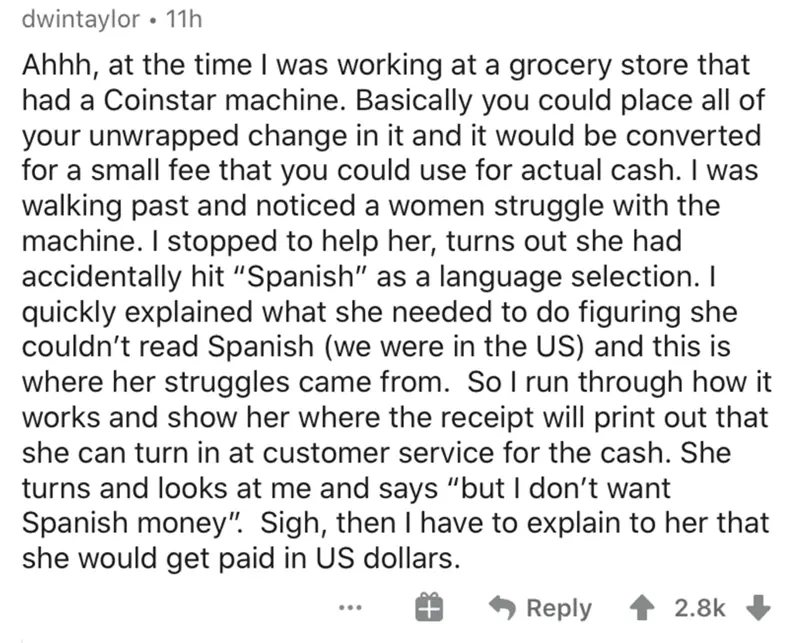 dwintaylor • 11h
Ahhh, at the time I was working at a grocery store that
had a Coinstar machine. Basically you could place all of
your unwrapped change in it and it would be converted
for a small fee that you could use for actual cash. I was
walking past and noticed a women struggle with the
machine. I stopped to help her, turns out she had
accidentally hit “Spanish” as a language selection. I
quickly explained what she needed to do figuring she
couldn’t read Spanish (we were in the US) and this is
where her struggles came from.  So I run through how it
works and show her where the receipt will print out that
she can turn in at customer service for the cash. She
turns and looks at me and says “but I don’t want
Spanish money”.  Sigh, then I have to explain to her that
she would get paid in US dollars.
... Reply 2.8k